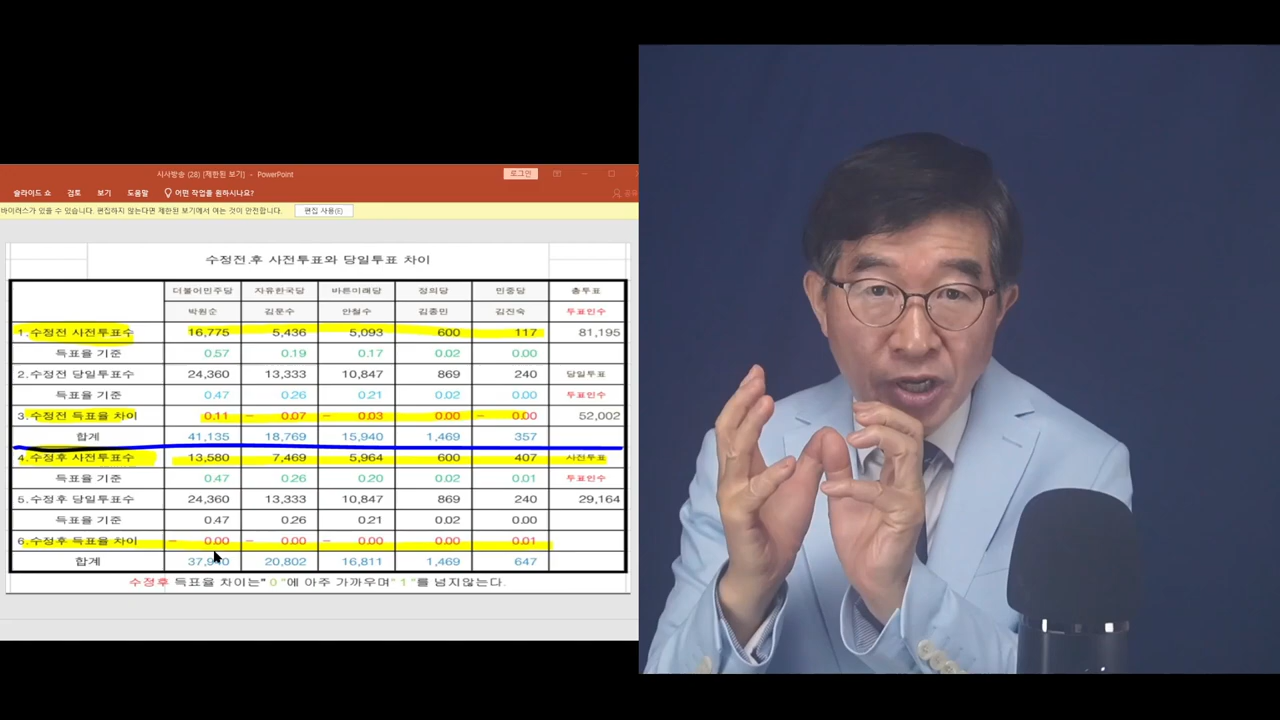 시사방송 (28) [제한된 보기] - PowerPoint 로그인
슬라이드 쇼 검토 보기 도움말 어떤 작업을 원하시나요? 공유
바이러스가 있을 수 있습니다. 편집하지 않는다면 제한된 보기에서 여는 것이 안전합니다. 편집 사용(E)
수정전.후 사전투표와 당일투표 차이
더불어민주당 자유한국당 바른미래당 정의당 민중당 총투표
박원순 김문수 안철수 김종민 김진숙 투표인수
1.수정전 사전투표수 16,775 5,436 5,093 600 117 81,195
득표율 기준 0.57 0.19 0.17 0.02 0.00
2.수정전 당일투표수 24,360 13,333 10,847 869 240 당일투표
득표율 기준 0.47 0.26 0.21 0.02 0.00 투표인수
3.수정전 득표율 차이 0.11 - 0.07 - 0.03 0.00 - 0.00 52,002
합계 41,135 18,769 15,940 1,469 357
4.수정후 사전투표수 13,580 7,469 5,964 600 407 사전투표
득표율 기준 0.47 0.26 0.20 0.02 0.01 투표인수
5.수정후 당일투표수 24,360 13,333 10,847 869 240 29,164
득표율 기준 0.47 0.26 0.21 0.02 0.00
6.수정후 득표율 차이 - 0.00 - 0.00 - 0.00 0.00 0.01
합계 20,802 16,811 1,469 647
수정후 득표율 차이는" 0 "에 아주 가까우며" 1 "를 넘지않는다.